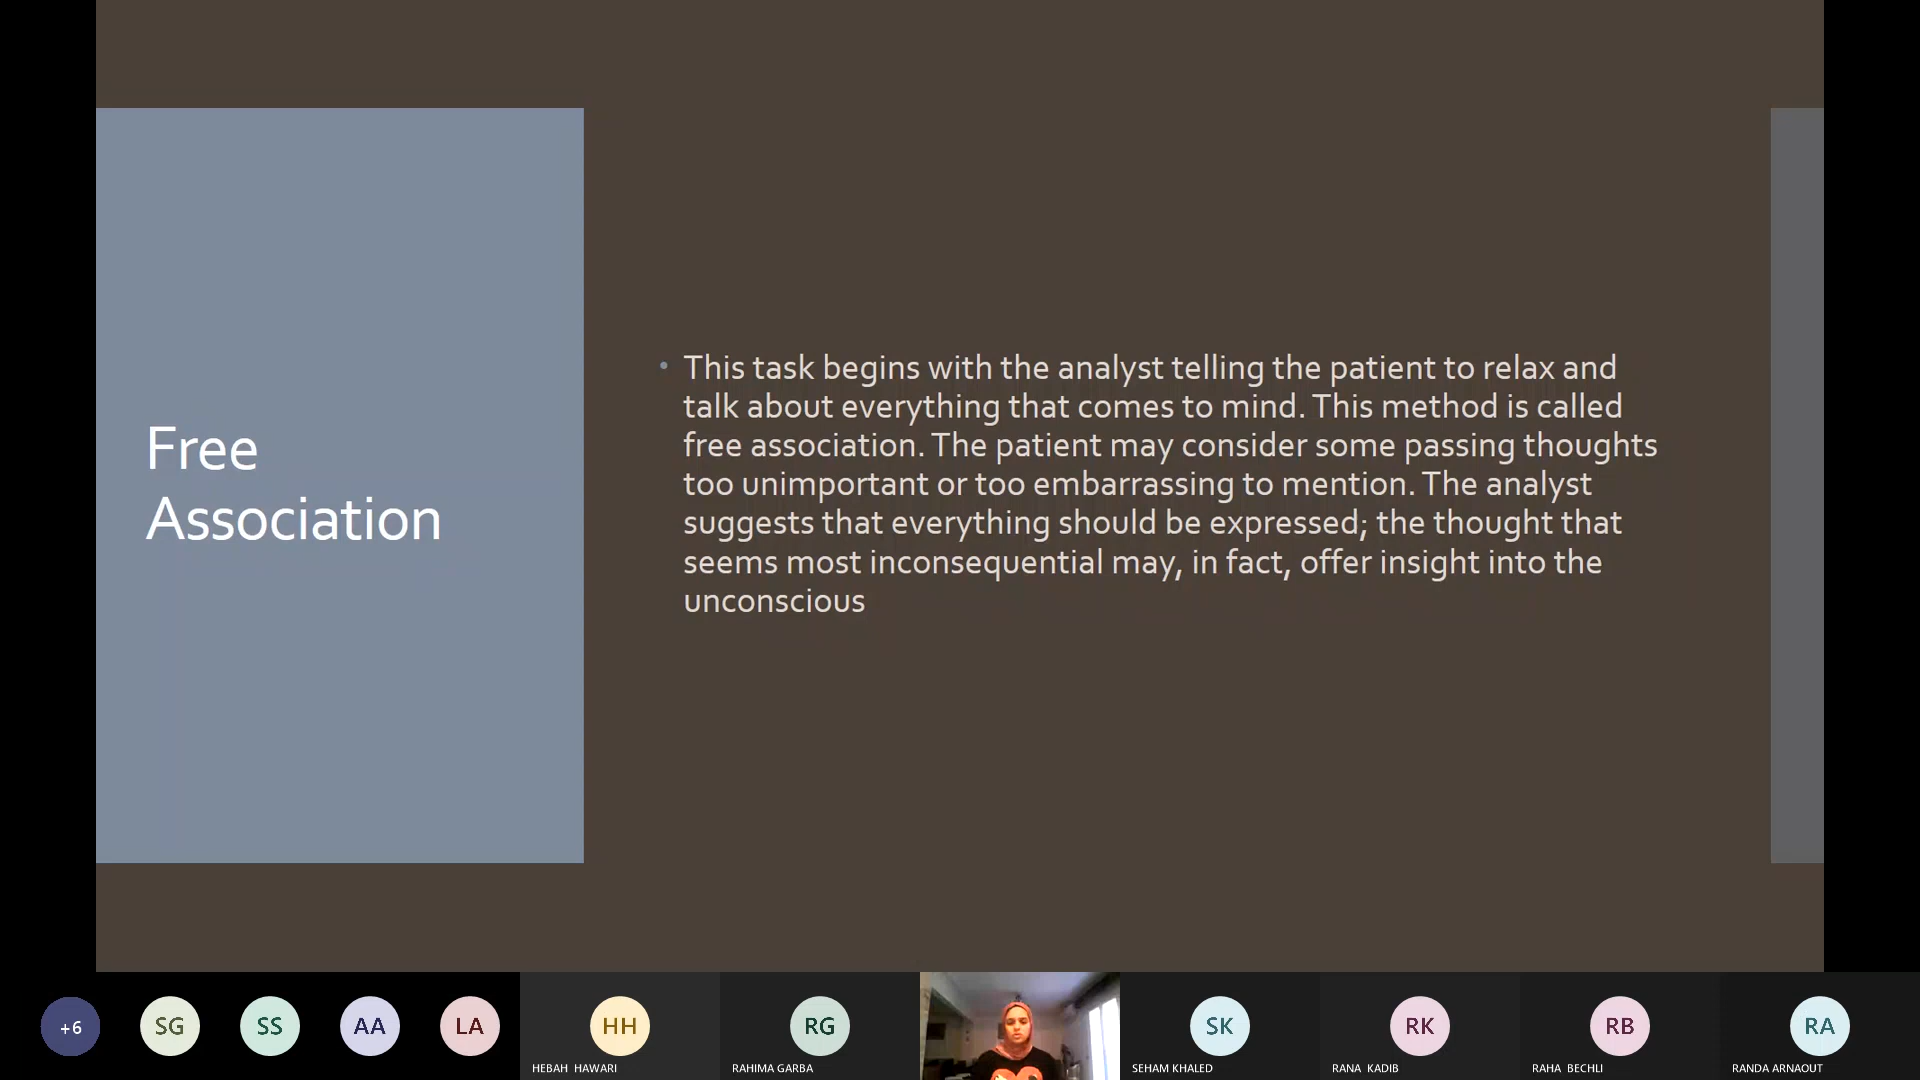 Free
Association
• This task begins with the analyst telling the patient to relax and
talk about everything that comes to mind. This method is called
free association. The patient may consider some passing thoughts
too unimportant or too embarrassing to mention. The analyst
suggests that everything should be expressed; the thought that
seems most inconsequential may, in fact, offer insight into the
unconscious
+6
SG
SS
AA
LA
HH
HEBAH HAWARI
RG
RAHIMA GARBA
SK
SEHAM KHALED
RK
RANA KADIB
RB
RAHA BECHLI
RA
RANDA ARNAOUT